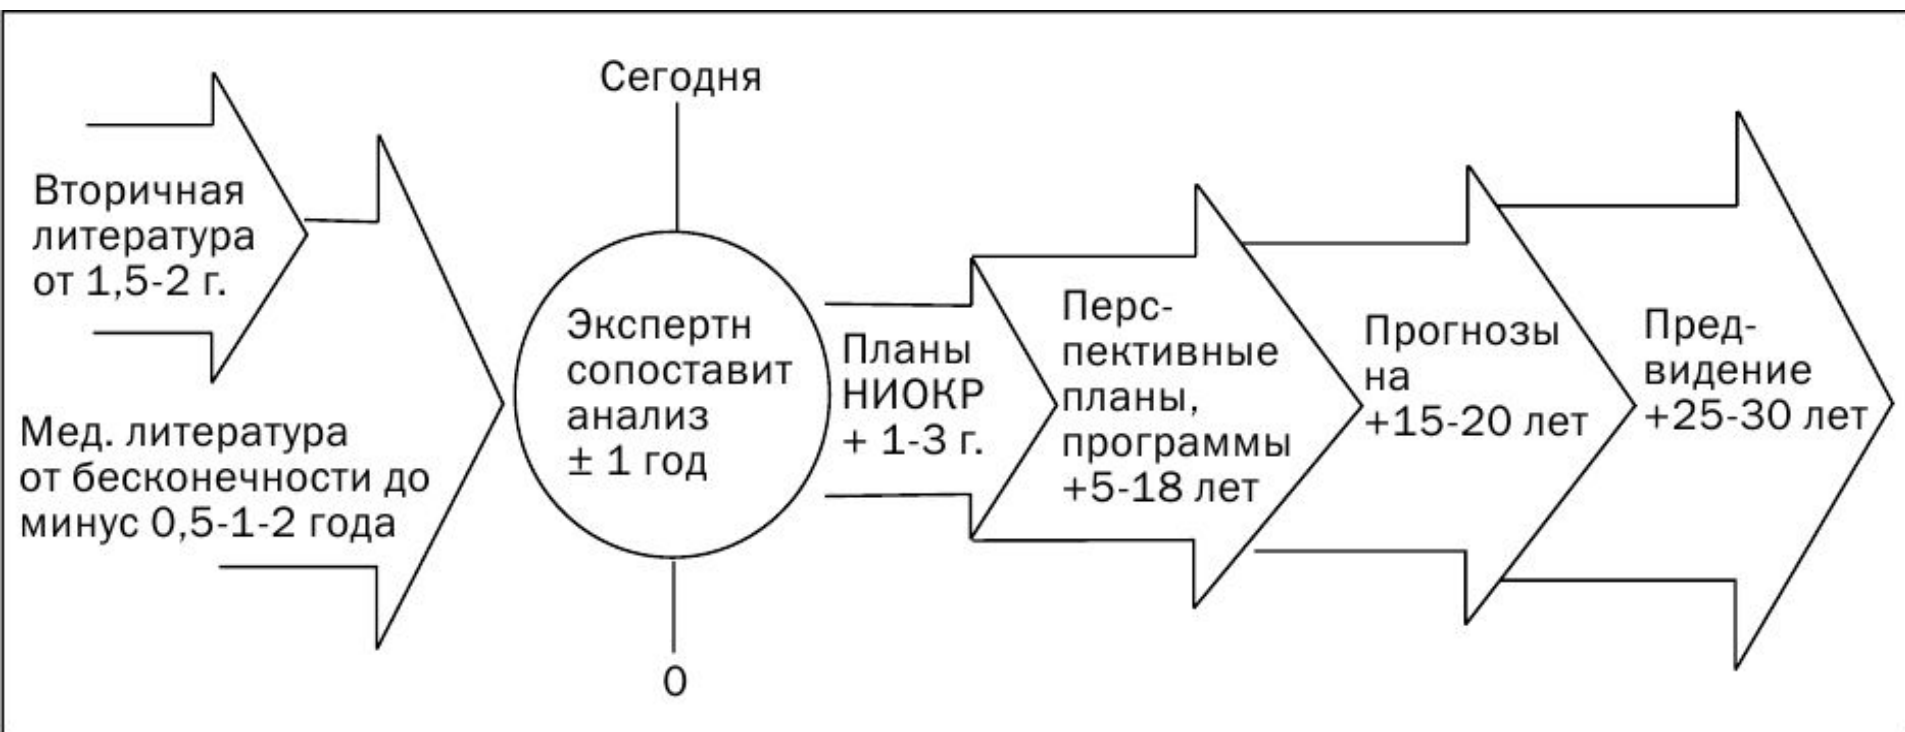 Сегодня
Вторичная
литература
от 1,5-2 г.
Мед. литература
от бесконечности до
минус 0,5-1-2 года
Экспертн
сопоставит
анализ
± 1 год
0
Планы
НИОКР
+ 1-3 г.
Перс-
пективные
планы,
программы
+5-18 лет
Прогнозы
на
+15-20 лет
Пред-
видение
+25-30 лет